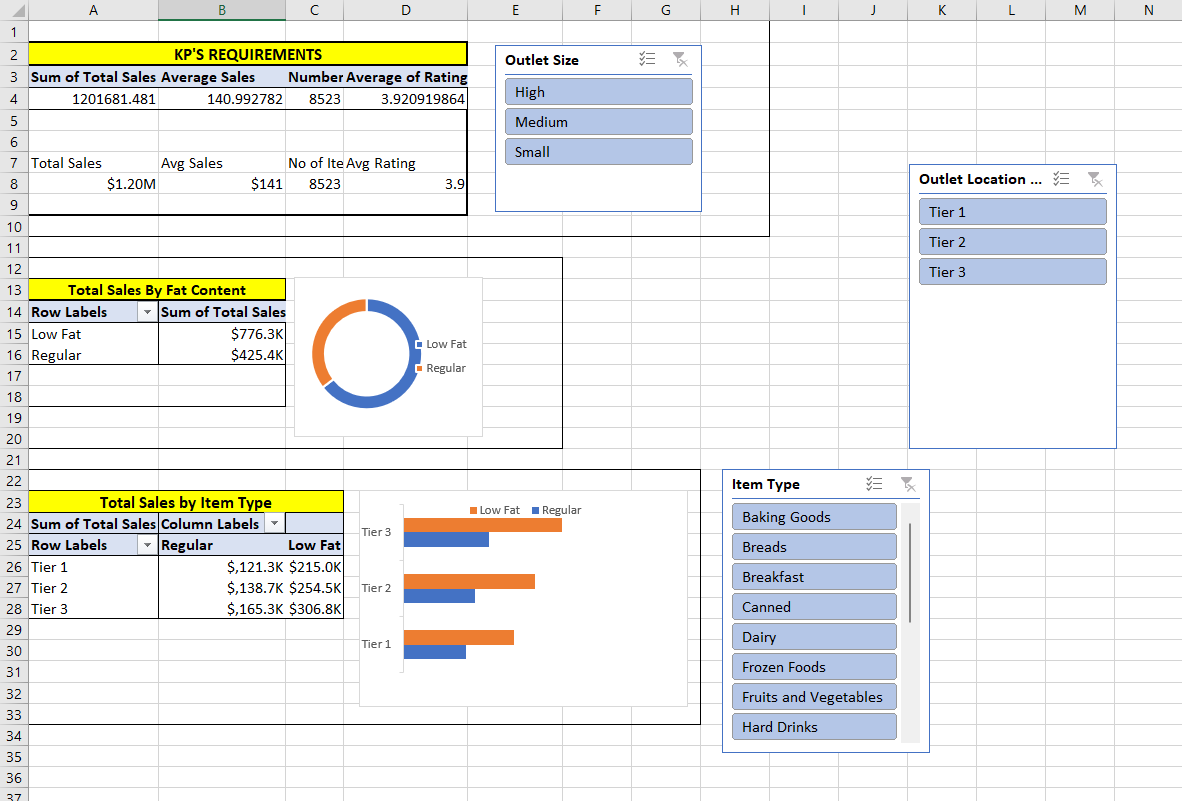 A B C D E F G H I J K L M N
1
2 KP'S REQUIREMENTS
3 Sum of Total Sales Average Sales Number Average of Rating
4 1201681.481 140.992782 8523 3.920919864
5
6
7 Total Sales Avg Sales No of Ite Avg Rating
8 $1.20M $141 8523 3.9
9
10
11
12
13 Total Sales By Fat Content
14 Row Labels Sum of Total Sales
15 Low Fat $776.3K
16 Regular $425.4K
17
18
19
20
21
22
23 Total Sales by Item Type
24 Sum of Total Sales Column Labels
25 Row Labels Regular Low Fat
26 Tier 1 $,121.3K $215.0K
27 Tier 2 $,138.7K $254.5K
28 Tier 3 $,165.3K $306.8K
29
30
31
32
33
34
35
36
37
Outlet Size
High
Medium
Small
Outlet Location ...
Tier 1
Tier 2
Tier 3
Low Fat
Regular
Low Fat Regular
Tier 3
Tier 2
Tier 1
Item Type
Baking Goods
Breads
Breakfast
Canned
Dairy
Frozen Foods
Fruits and Vegetables
Hard Drinks